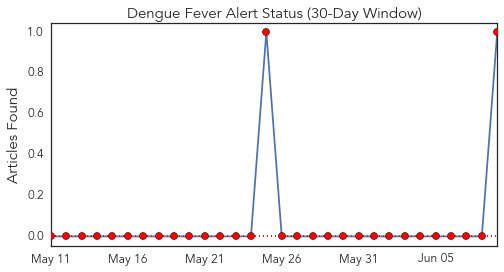 Dengue Fever Alert Status (30-Day Window)
Articles Found
1.0
0.8
0.6
0.4
0.2
0.0
May 11 May 16 May 21 May 26 May 31 Jun 05